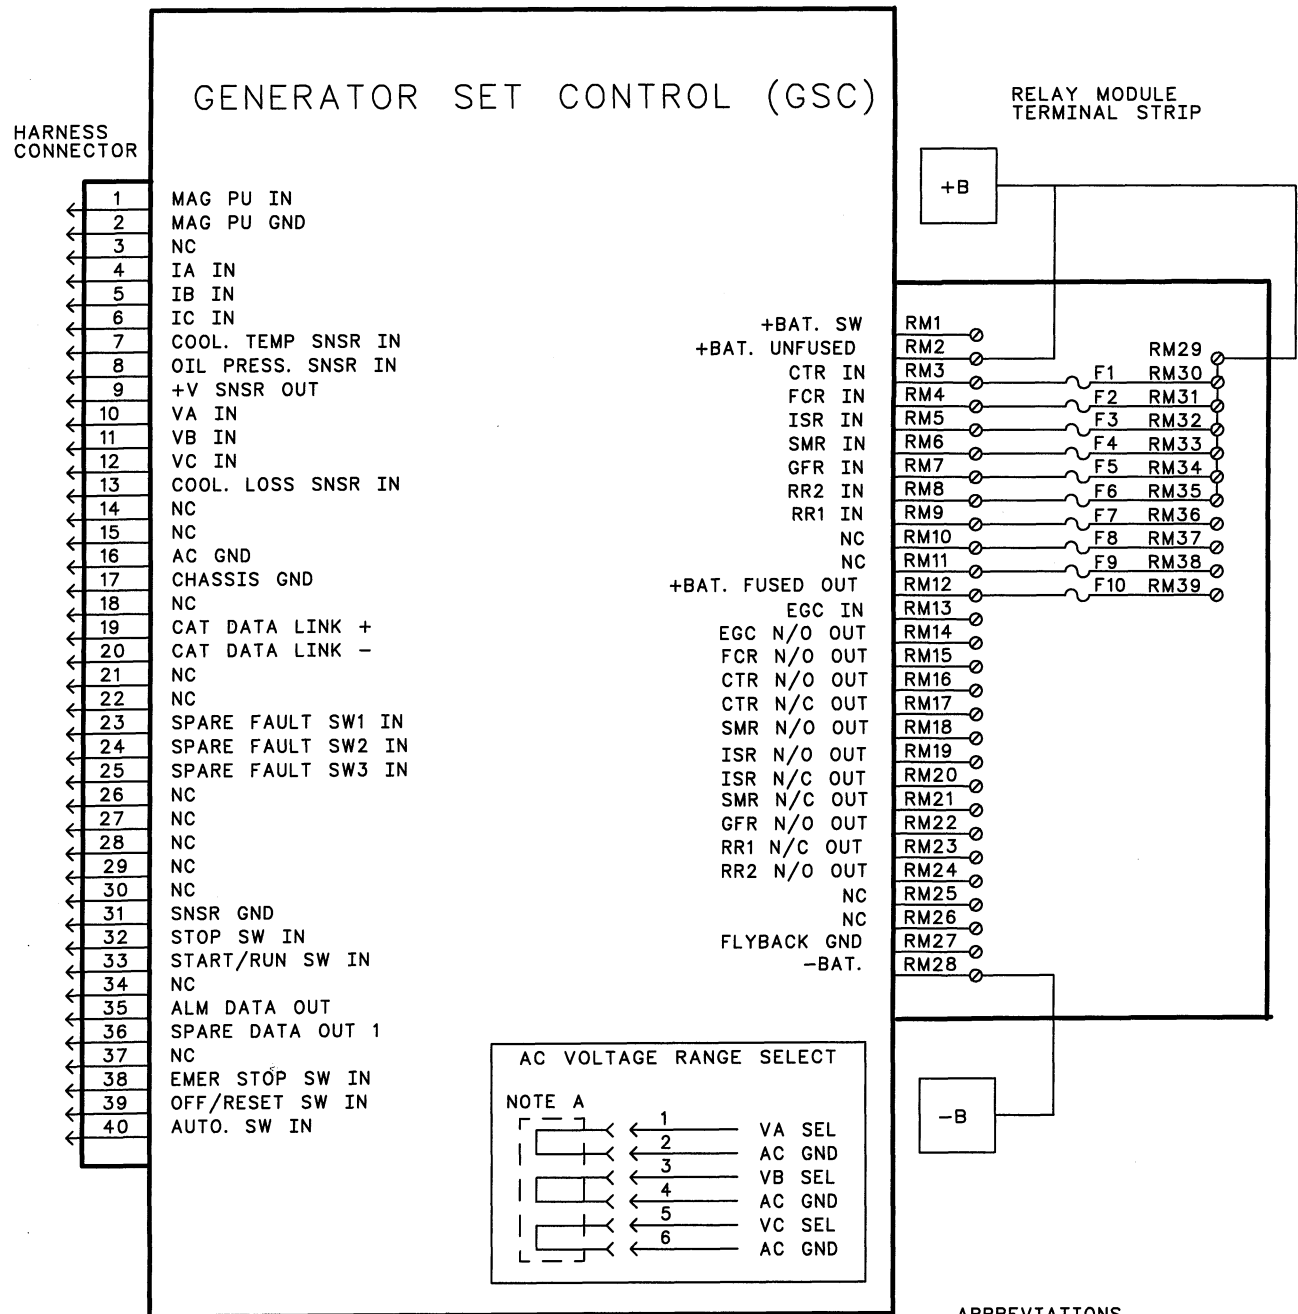 GENERATOR SET CONTROL (GSC)
HARNESS
CONNECTOR
1 MAG PU IN
2 MAG PU GND
3 NC
4 IA IN
5 IB IN
6 IC IN
7 COOL. TEMP SNSR IN
8 OIL PRESS. SNSR IN
9 +V SNSR OUT
10 VA IN
11 VB IN
12 VC IN
13 COOL. LOSS SNSR IN
14 NC
15 NC
16 AC GND
17 CHASSIS GND
18 NC
19 CAT DATA LINK +
20 CAT DATA LINK -
21 NC
22 NC
23 SPARE FAULT SW1 IN
24 SPARE FAULT SW2 IN
25 SPARE FAULT SW3 IN
26 NC
27 NC
28 NC
29 NC
30 NC
31 SNSR GND
32 STOP SW IN
33 START/RUN SW IN
34 NC
35 ALM DATA OUT
36 SPARE DATA OUT 1
37 NC
38 EMER STOP SW IN
39 OFF/RESET SW IN
40 AUTO. SW IN
RELAY MODULE
TERMINAL STRIP
+B
+BAT. SW RM1
+BAT. UNFUSED RM2 RM29
CTR IN RM3 F1 RM30
FCR IN RM4 F2 RM31
ISR IN RM5 F3 RM32
SMR IN RM6 F4 RM33
GFR IN RM7 F5 RM34
RR2 IN RM8 F6 RM35
RR1 IN RM9 F7 RM36
NC RM10 F8 RM37
NC RM11 F9 RM38
+BAT. FUSED OUT RM12 F10 RM39
EGC IN RM13
EGC N/O OUT RM14
FCR N/O OUT RM15
CTR N/O OUT RM16
CTR N/C OUT RM17
SMR N/O OUT RM18
ISR N/O OUT RM19
ISR N/C OUT RM20
SMR N/C OUT RM21
GFR N/O OUT RM22
RR1 N/C OUT RM23
RR2 N/O OUT RM24
NC RM25
NC RM26
FLYBACK GND RM27
-BAT. RM28
-B
AC VOLTAGE RANGE SELECT
NOTE A
1 VA SEL
2 AC GND
3 VB SEL
4 AC GND
5 VC SEL
6 AC GND
ABBREVIATIONS